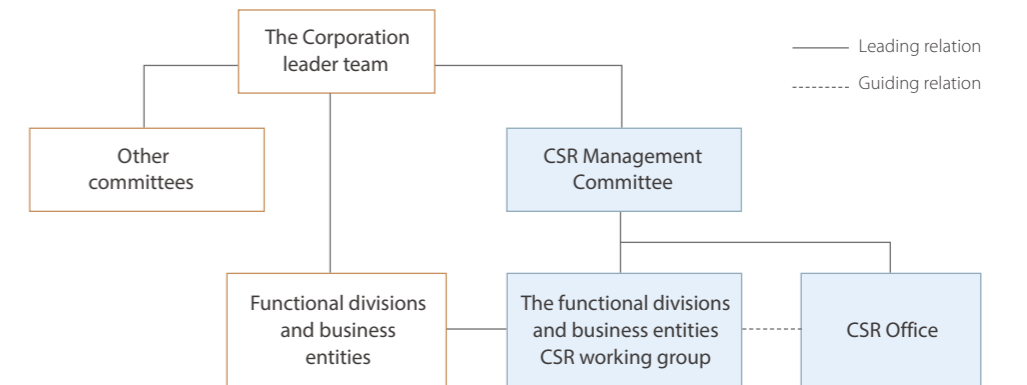 The Corporation
leader team
Leading relation
Guiding relation
Other
committees
CSR Management
Committee
Functional divisions
and business
entities
The functional divisions
and business entities
CSR working group
CSR Office